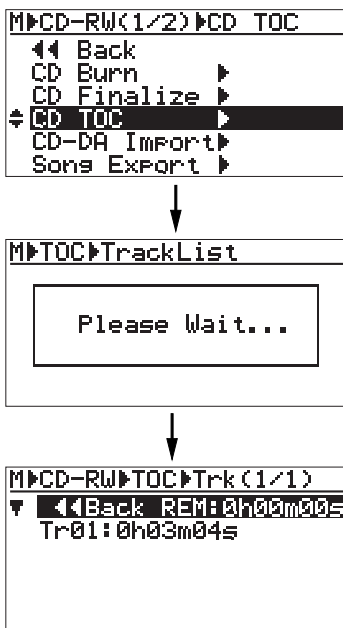 M▶CD-RW(1/2)▶CD TOC
◀◀ Back
CD Burn ▶
CD Finalize ▶
CD TOC ▶
CD-DA Import▶
Song Export ▶
M▶TOC▶TrackList
Please Wait...
M▶CD-RW▶TOC▶Trk(1/1)
◀◀Back REM:0h00m00s
Tr01:0h03m04s